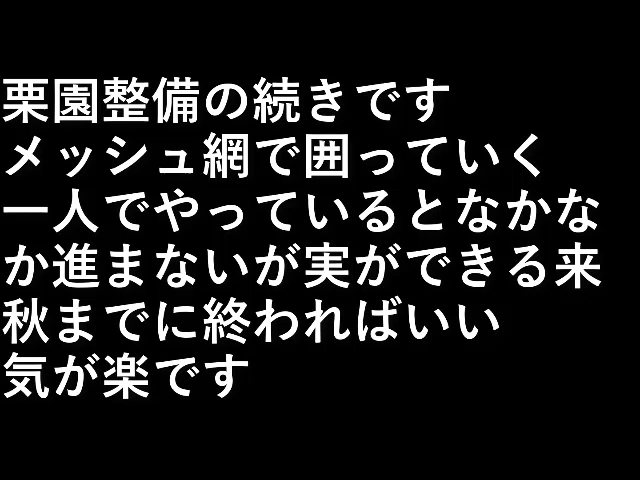 栗園整備の続きです
メッシュ網で囲っていく
一人でやっているとなかな
か進まないが実ができる来
秋までに終わればいい
気が楽です